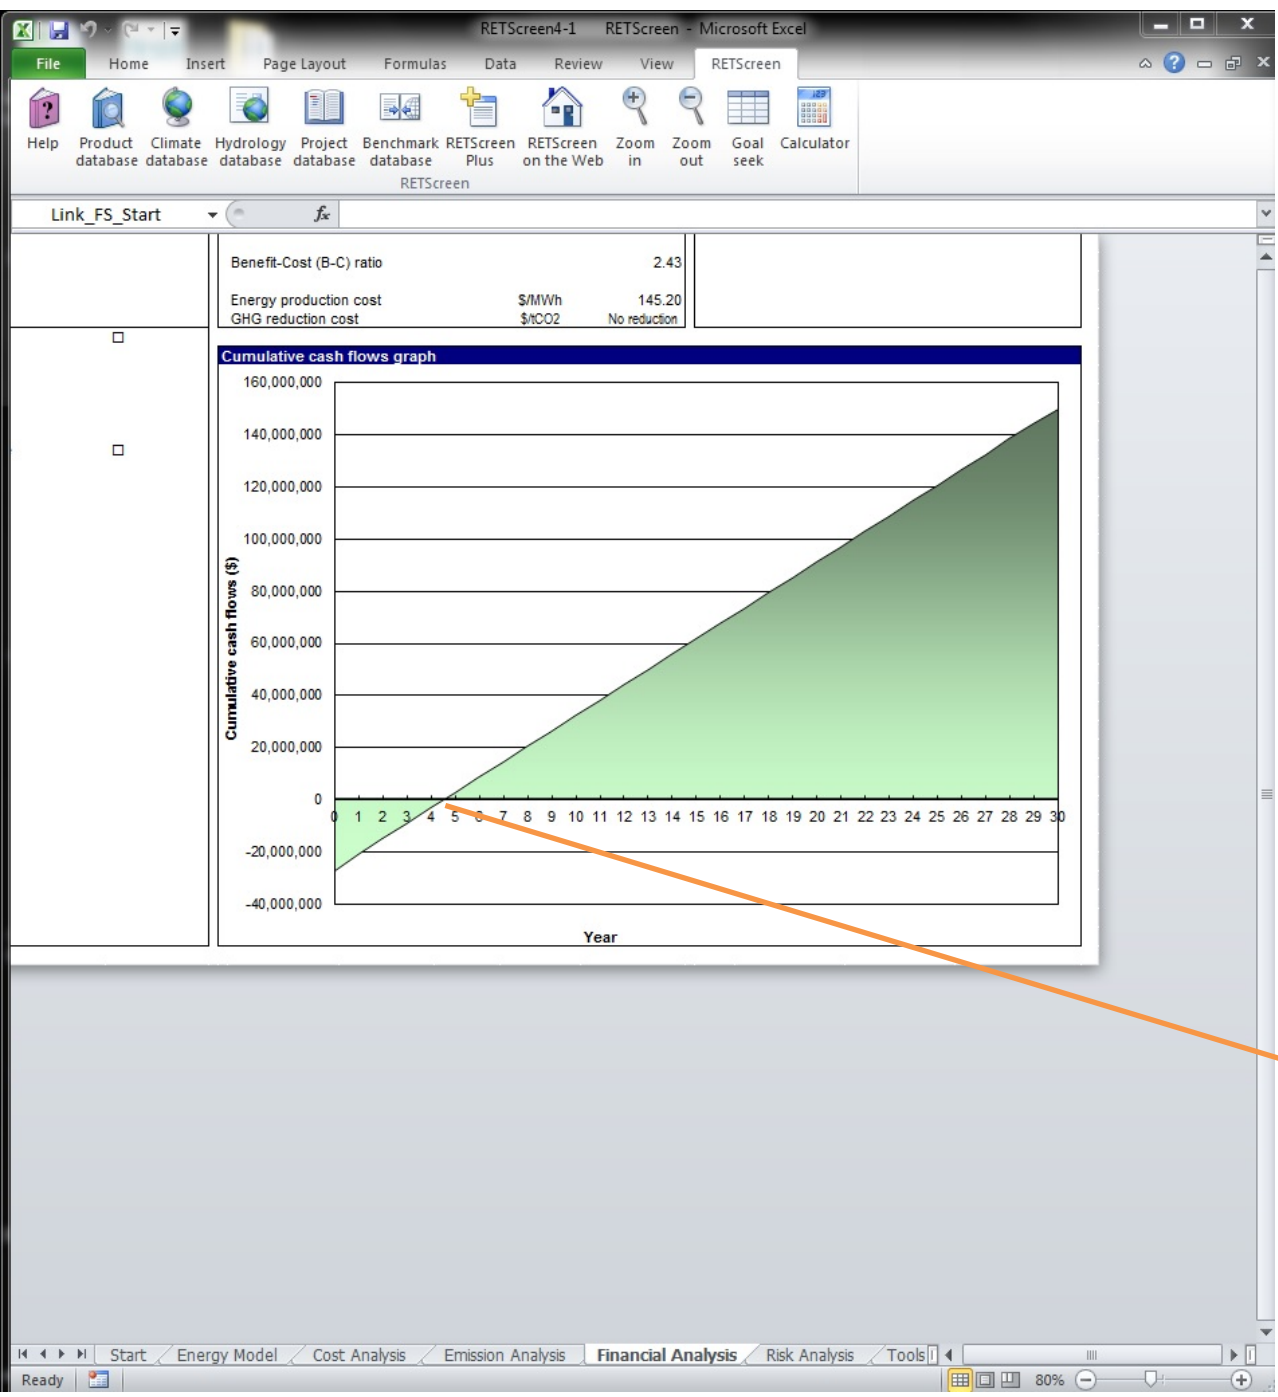 RETScreen4-1 RETScreen - Microsoft Excel
File Home Insert Page Layout Formulas Data Review View RETScreen
Help Product database Climate database Hydrology database Project database Benchmark database RETScreen Plus RETScreen on the Web Zoom in Zoom out Goal seek Calculator
RETScreen
Link_FS_Start fx
Benefit-Cost (B-C) ratio 2.43
Energy production cost $/MWh 145.20
GHG reduction cost $/tCO2 No reduction
Cumulative cash flows graph
160,000,000
140,000,000
120,000,000
100,000,000
80,000,000
60,000,000
40,000,000
20,000,000
0
-20,000,000
-40,000,000
Cumulative cash flows ($)
0 1 2 3 4 5 6 7 8 9 10 11 12 13 14 15 16 17 18 19 20 21 22 23 24 25 26 27 28 29 30
Year
Start Energy Model Cost Analysis Emission Analysis Financial Analysis Risk Analysis Tools
Ready 80%